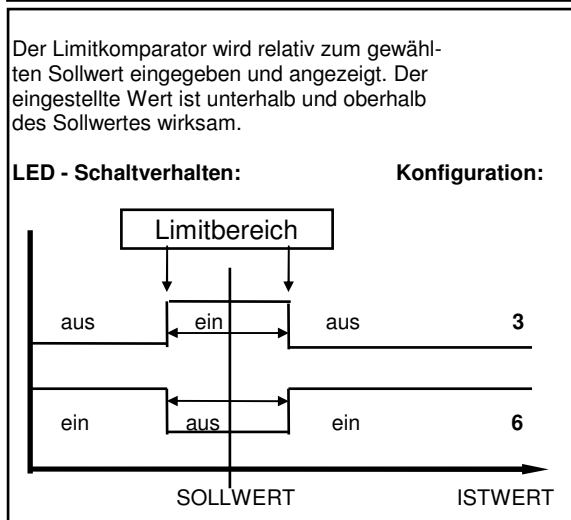 Der Limitkomparator wird relativ zum gewähl-
ten Sollwert eingegeben und angezeigt. Der
eingestellte Wert ist unterhalb und oberhalb
des Sollwertes wirksam.
LED - Schaltverhalten: Konfiguration:
Limitbereich
aus ein aus 3
ein aus ein 6
SOLLWERT ISTWERT